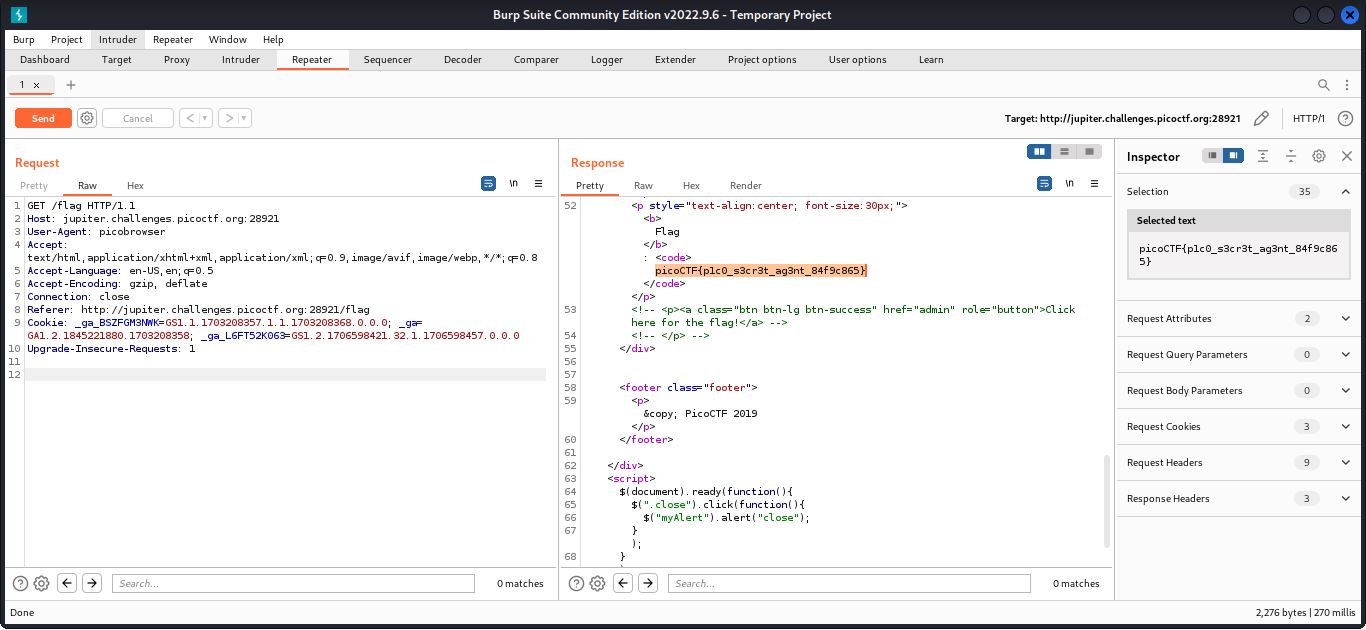 Burp Suite Community Edition v2022.9.6 - Temporary Project
Burp Project Intruder Repeater Window Help
Dashboard Target Proxy Intruder Repeater Sequencer Decoder Comparer Logger Extender Project options User options Learn
1 ×
Send Cancel < >
Target: http://jupiter.challenges.picoctf.org:28921 HTTP/1
Request
Pretty Raw Hex
\n
1 GET /flag HTTP/1.1
2 Host: jupiter.challenges.picoctf.org:28921
3 User-Agent: picobrowser
4 Accept:
text/html,application/xhtml+xml,application/xml;q=0.9,image/avif,image/webp,*/*;q=0.8
5 Accept-Language: en-US,en;q=0.5
6 Accept-Encoding: gzip, deflate
7 Connection: close
8 Referer: http://jupiter.challenges.picoctf.org:28921/flag
9 Cookie: _ga_BSZFGM3NWK=GS1.1.1703208357.1.1.1703208368.0.0.0; _ga=
GA1.2.1845221880.1703208358; _ga_L6FT52K063=GS1.2.1706598421.32.1.1706598457.0.0.0
10 Upgrade-Insecure-Requests: 1
11
12
Search... 0 matches
Response
Pretty Raw Hex Render
\n
52 <p style="text-align:center; font-size:30px;">
<b>
Flag
</b>
: <code>
picoCTF{p1c0_s3cr3t_ag3nt_84f9c865}
</code>
</p>
53 <!-- <p><a class="btn btn-lg btn-success" href="admin" role="button">Click
here for the flag!</a> -->
54 <!-- </p> -->
55 </div>
56
57
58 <footer class="footer">
59 <p>
&copy; PicoCTF 2019
</p>
60 </footer>
61
62 </div>
63 <script>
64 $(document).ready(function(){
65 $(".close").click(function(){
66 $("myAlert").alert("close");
67 }
);
68 }
Search... 0 matches
Inspector
Selection 35
Selected text
picoCTF{p1c0_s3cr3t_ag3nt_84f9c86
5}
Request Attributes 2
Request Query Parameters 0
Request Body Parameters 0
Request Cookies 3
Request Headers 9
Response Headers 3
Done
2,276 bytes | 270 millis